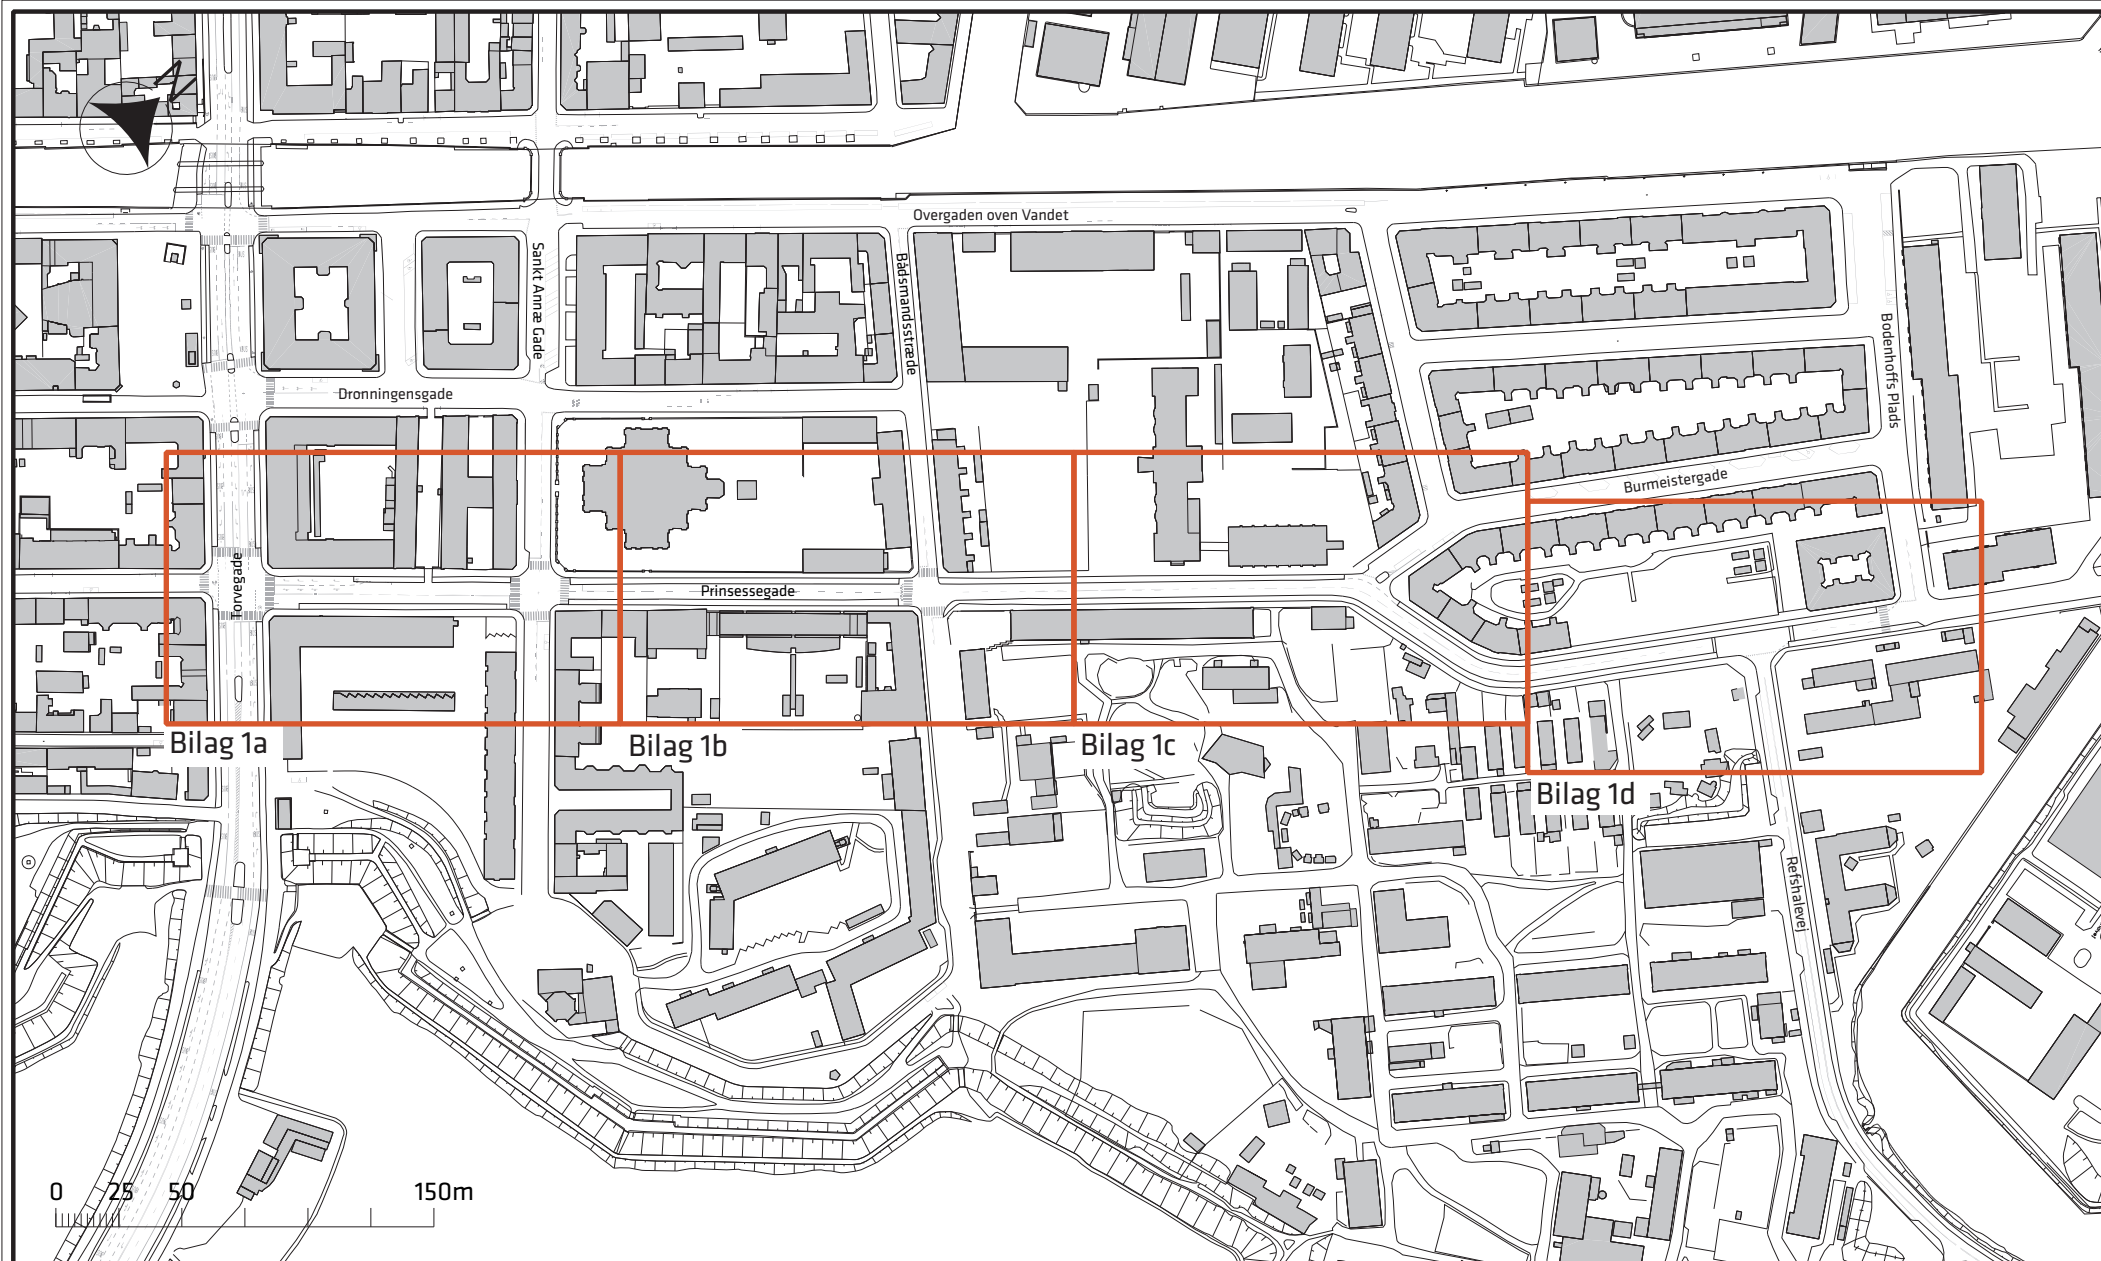 N
Overgaden oven Vandet
Sankt Annæ Gade
Bådsmandsstræde
Bodenhoffs Plads
Dronningensgade
Burmeistergade
Torvegade
Prinsessegade
Bilag 1a
Bilag 1b
Bilag 1c
Bilag 1d
Refshalevej
0 25 50 150m